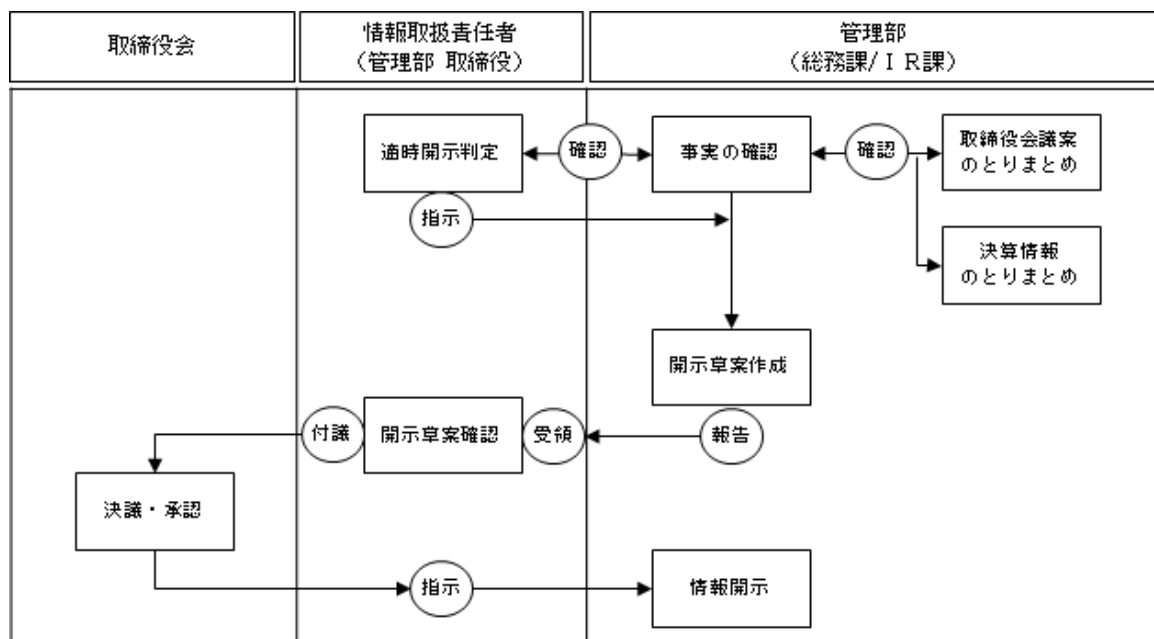 取締役会
情報取扱責任者
（管理部 取締役）
管理部
（総務課/ＩＲ課）
適時開示判定
確認
事実の確認
確認
取締役会議案
のとりまとめ
指示
決算情報
のとりまとめ
開示草案作成
付議
開示草案確認
受領
報告
決議・承認
指示
情報開示